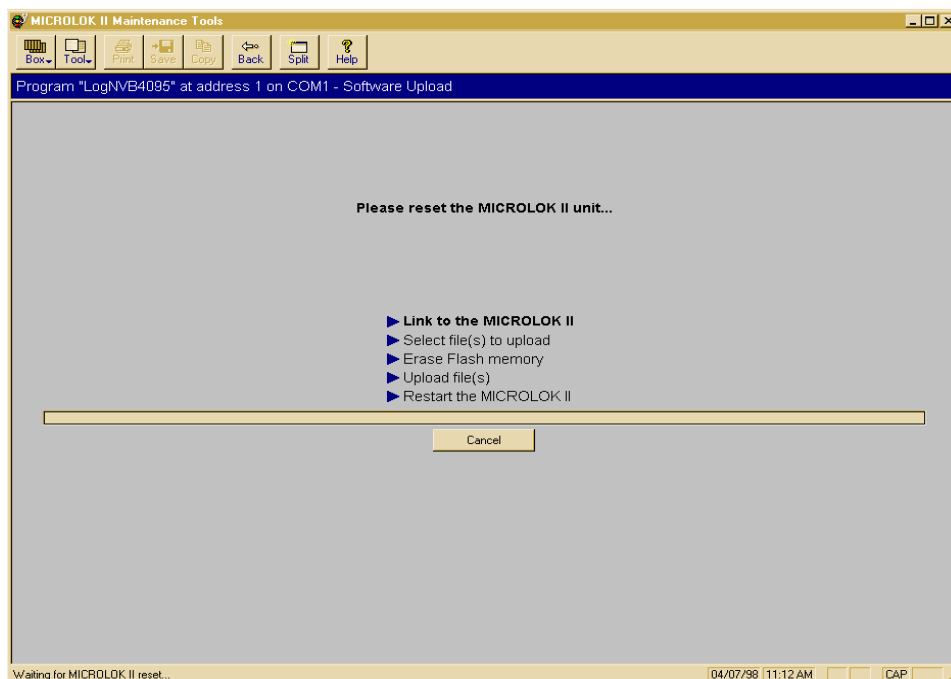 MICROLOK II Maintenance Tools
Box Tool Print Save Copy Back Split Help
Program "LogNVB4095" at address 1 on COM1 - Software Upload
Please reset the MICROLOK II unit...
Link to the MICROLOK II
Select file(s) to upload
Erase Flash memory
Upload file(s)
Restart the MICROLOK II
Cancel
Waiting for MICROLOK II reset... 04/07/98 11:12 AM CAP